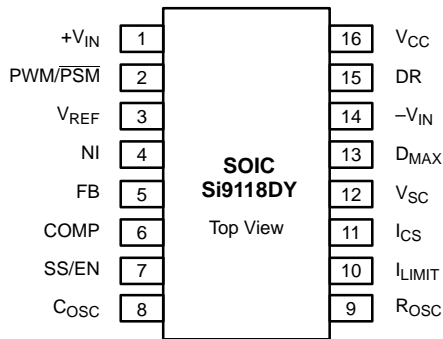 +VIN 1 16 VCC
PWM/PSM 2 15 DR
VREF 3 14 –VIN
NI 4 13 DMAX
SOIC
Si9118DY
FB 5 12 VSC
Top View
COMP 6 11 ICS
SS/EN 7 10 ILIMIT
COSC 8 9 ROSC